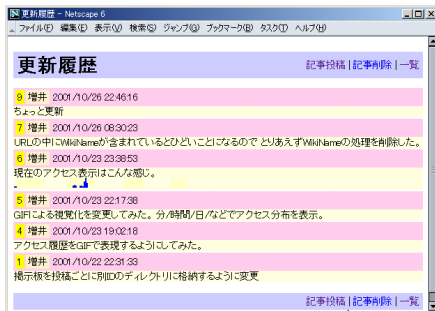 更新履歴 - Netscape 6
ファイル(F) 編集(E) 表示(V) 検索(S) ジャンプ(G) ブックマーク(B) タスク(T) ヘルプ(H)
更新履歴 記事投稿 | 記事削除 | 一覧
9 増井 2001/10/26 22:46:16
ちょっと更新
7 増井 2001/10/26 08:30:23
URLの中にWikiNameが含まれているとひどいことになるので とりあえずWikiNameの処理を削除した。
6 増井 2001/10/23 23:38:53
現在のアクセス表示はこんな感じ。
5 増井 2001/10/23 22:17:38
GIFによる視覚化を変更してみた。分/時間/日/などでアクセス分布を表示。
4 増井 2001/10/23 19:02:18
アクセス履歴をGIFで表現するようにしてみた。
1 増井 2001/10/22 22:31:33
掲示板を投稿ごとに別IDのディレクトリに格納するように変更
記事投稿 | 記事削除 | 一覧